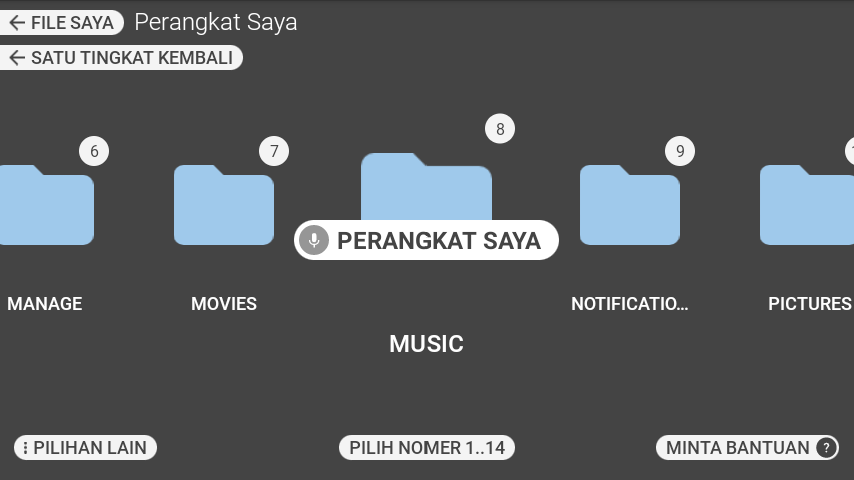 FILE SAYA Perangkat Saya
SATU TINGKAT KEMBALI
6
7
8
9
PERANGKAT SAYA
MANAGE
MOVIES
NOTIFICATIO...
PICTURES
MUSIC
PILIHAN LAIN
PILIH NOMER 1..14
MINTA BANTUAN ?